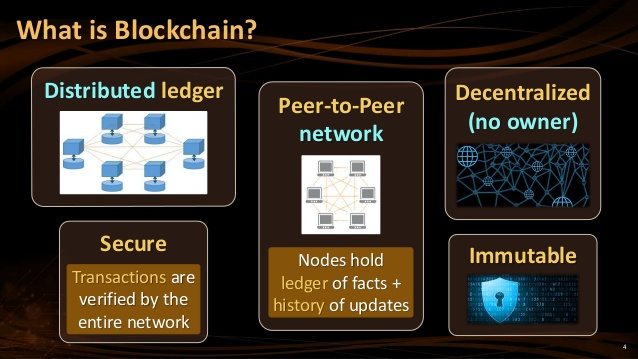 What is Blockchain?
Distributed ledger
Secure
Transactions are
verified by the
entire network
Peer-to-Peer
network
Nodes hold
ledger of facts +
history of updates
Decentralized
(no owner)
Immutable
4